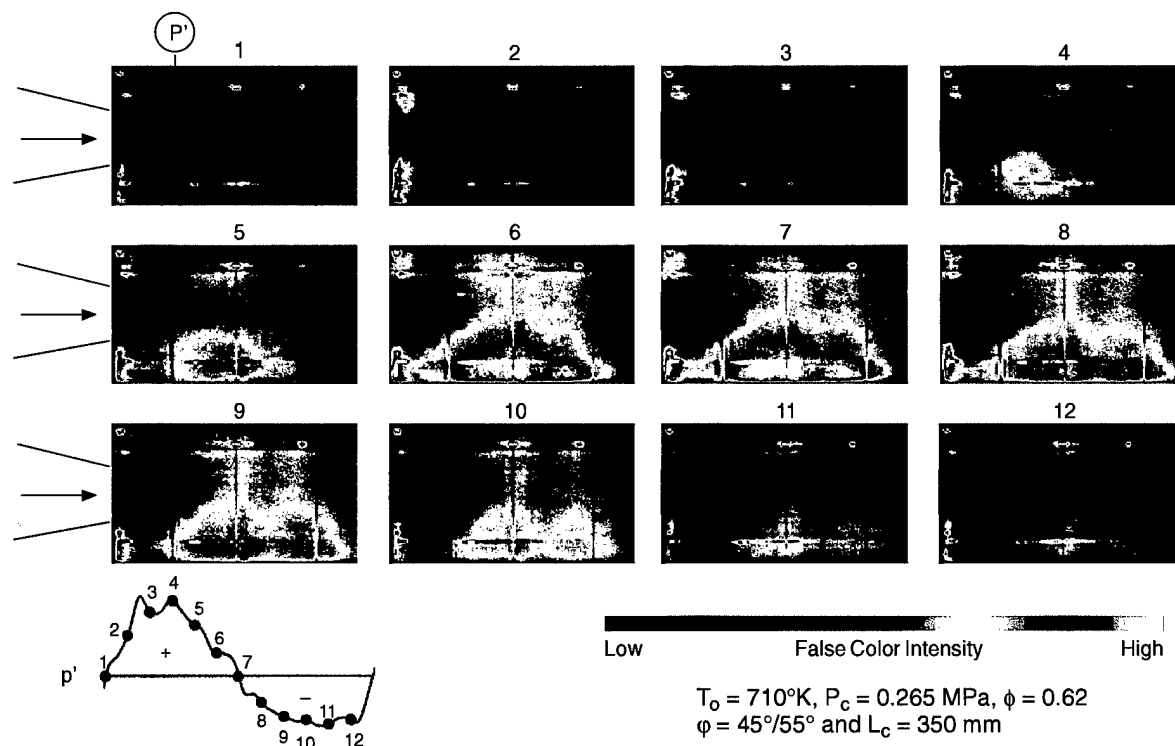 P'
1 2 3 4
5 6 7 8
9 10 11 12
p'
1 2 3 4 5 6 7 8 9 10 11 12
+
−
Low False Color Intensity High
T₀ = 710°K, P_c = 0.265 MPa, ϕ = 0.62
φ = 45°/55° and L_c = 350 mm